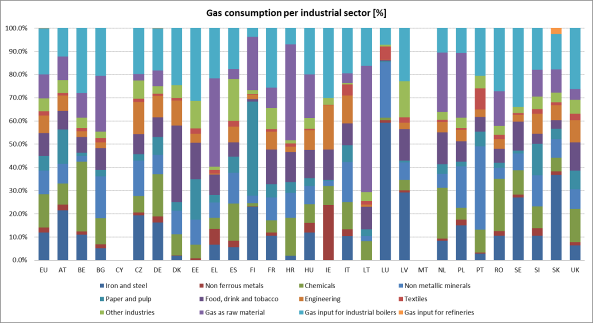 Gas consumption per industrial sector [%]
100.0%
90.0%
80.0%
70.0%
60.0%
50.0%
40.0%
30.0%
20.0%
10.0%
0.0%
EU AT BE BG CY CZ DE DK EE EL ES FI FR HR HU IE IT LT LU LV MT NL PL PT RO SE SI SK UK
Iron and steel Non ferrous metals Chemicals Non metallic minerals
Paper and pulp Food, drink and tobacco Engineering Textiles
Other industries Gas as raw material Gas input for industrial boilers Gas input for refineries